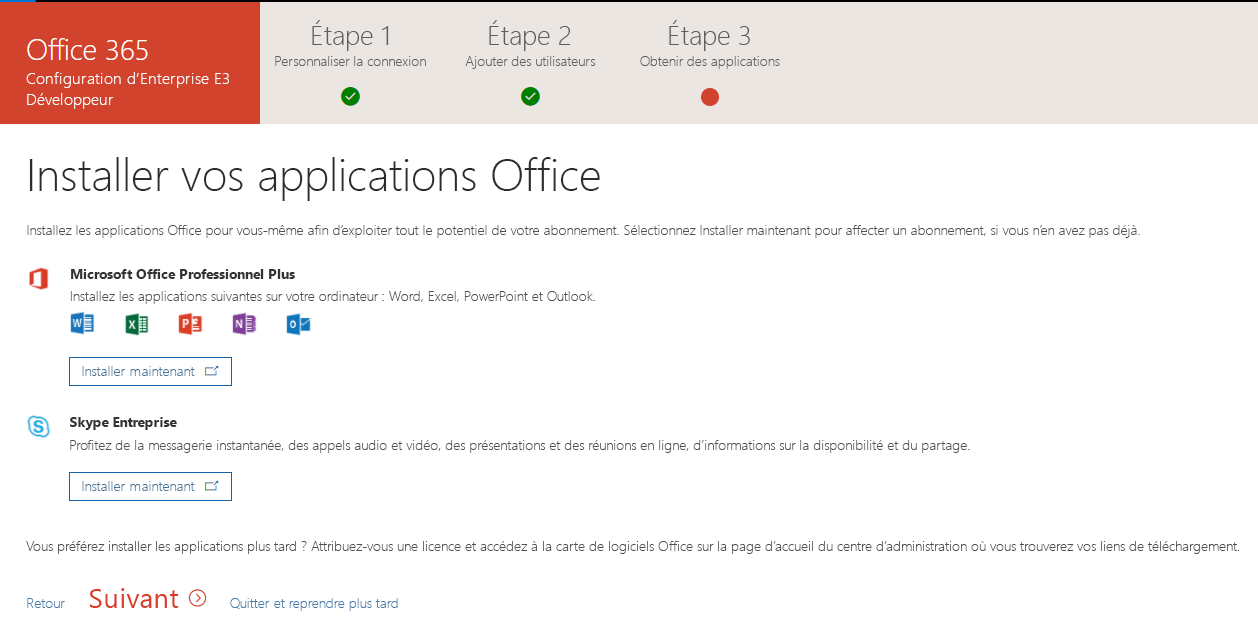 Office 365
Configuration d'Enterprise E3
Développeur
Étape 1
Personnaliser la connexion
Étape 2
Ajouter des utilisateurs
Étape 3
Obtenir des applications
Installer vos applications Office
Installez les applications Office pour vous-même afin d'exploiter tout le potentiel de votre abonnement. Sélectionnez Installer maintenant pour affecter un abonnement, si vous n'en avez pas déjà.
Microsoft Office Professionnel Plus
Installez les applications suivantes sur votre ordinateur : Word, Excel, PowerPoint et Outlook.
W X P N O
Installer maintenant
S
Skype Entreprise
Profitez de la messagerie instantanée, des appels audio et vidéo, des présentations et des réunions en ligne, d'informations sur la disponibilité et du partage.
Installer maintenant
Vous préférez installer les applications plus tard ? Attribuez-vous une licence et accédez à la carte de logiciels Office sur la page d'accueil du centre d'administration où vous trouverez vos liens de téléchargement.
Retour Suivant Quitter et reprendre plus tard